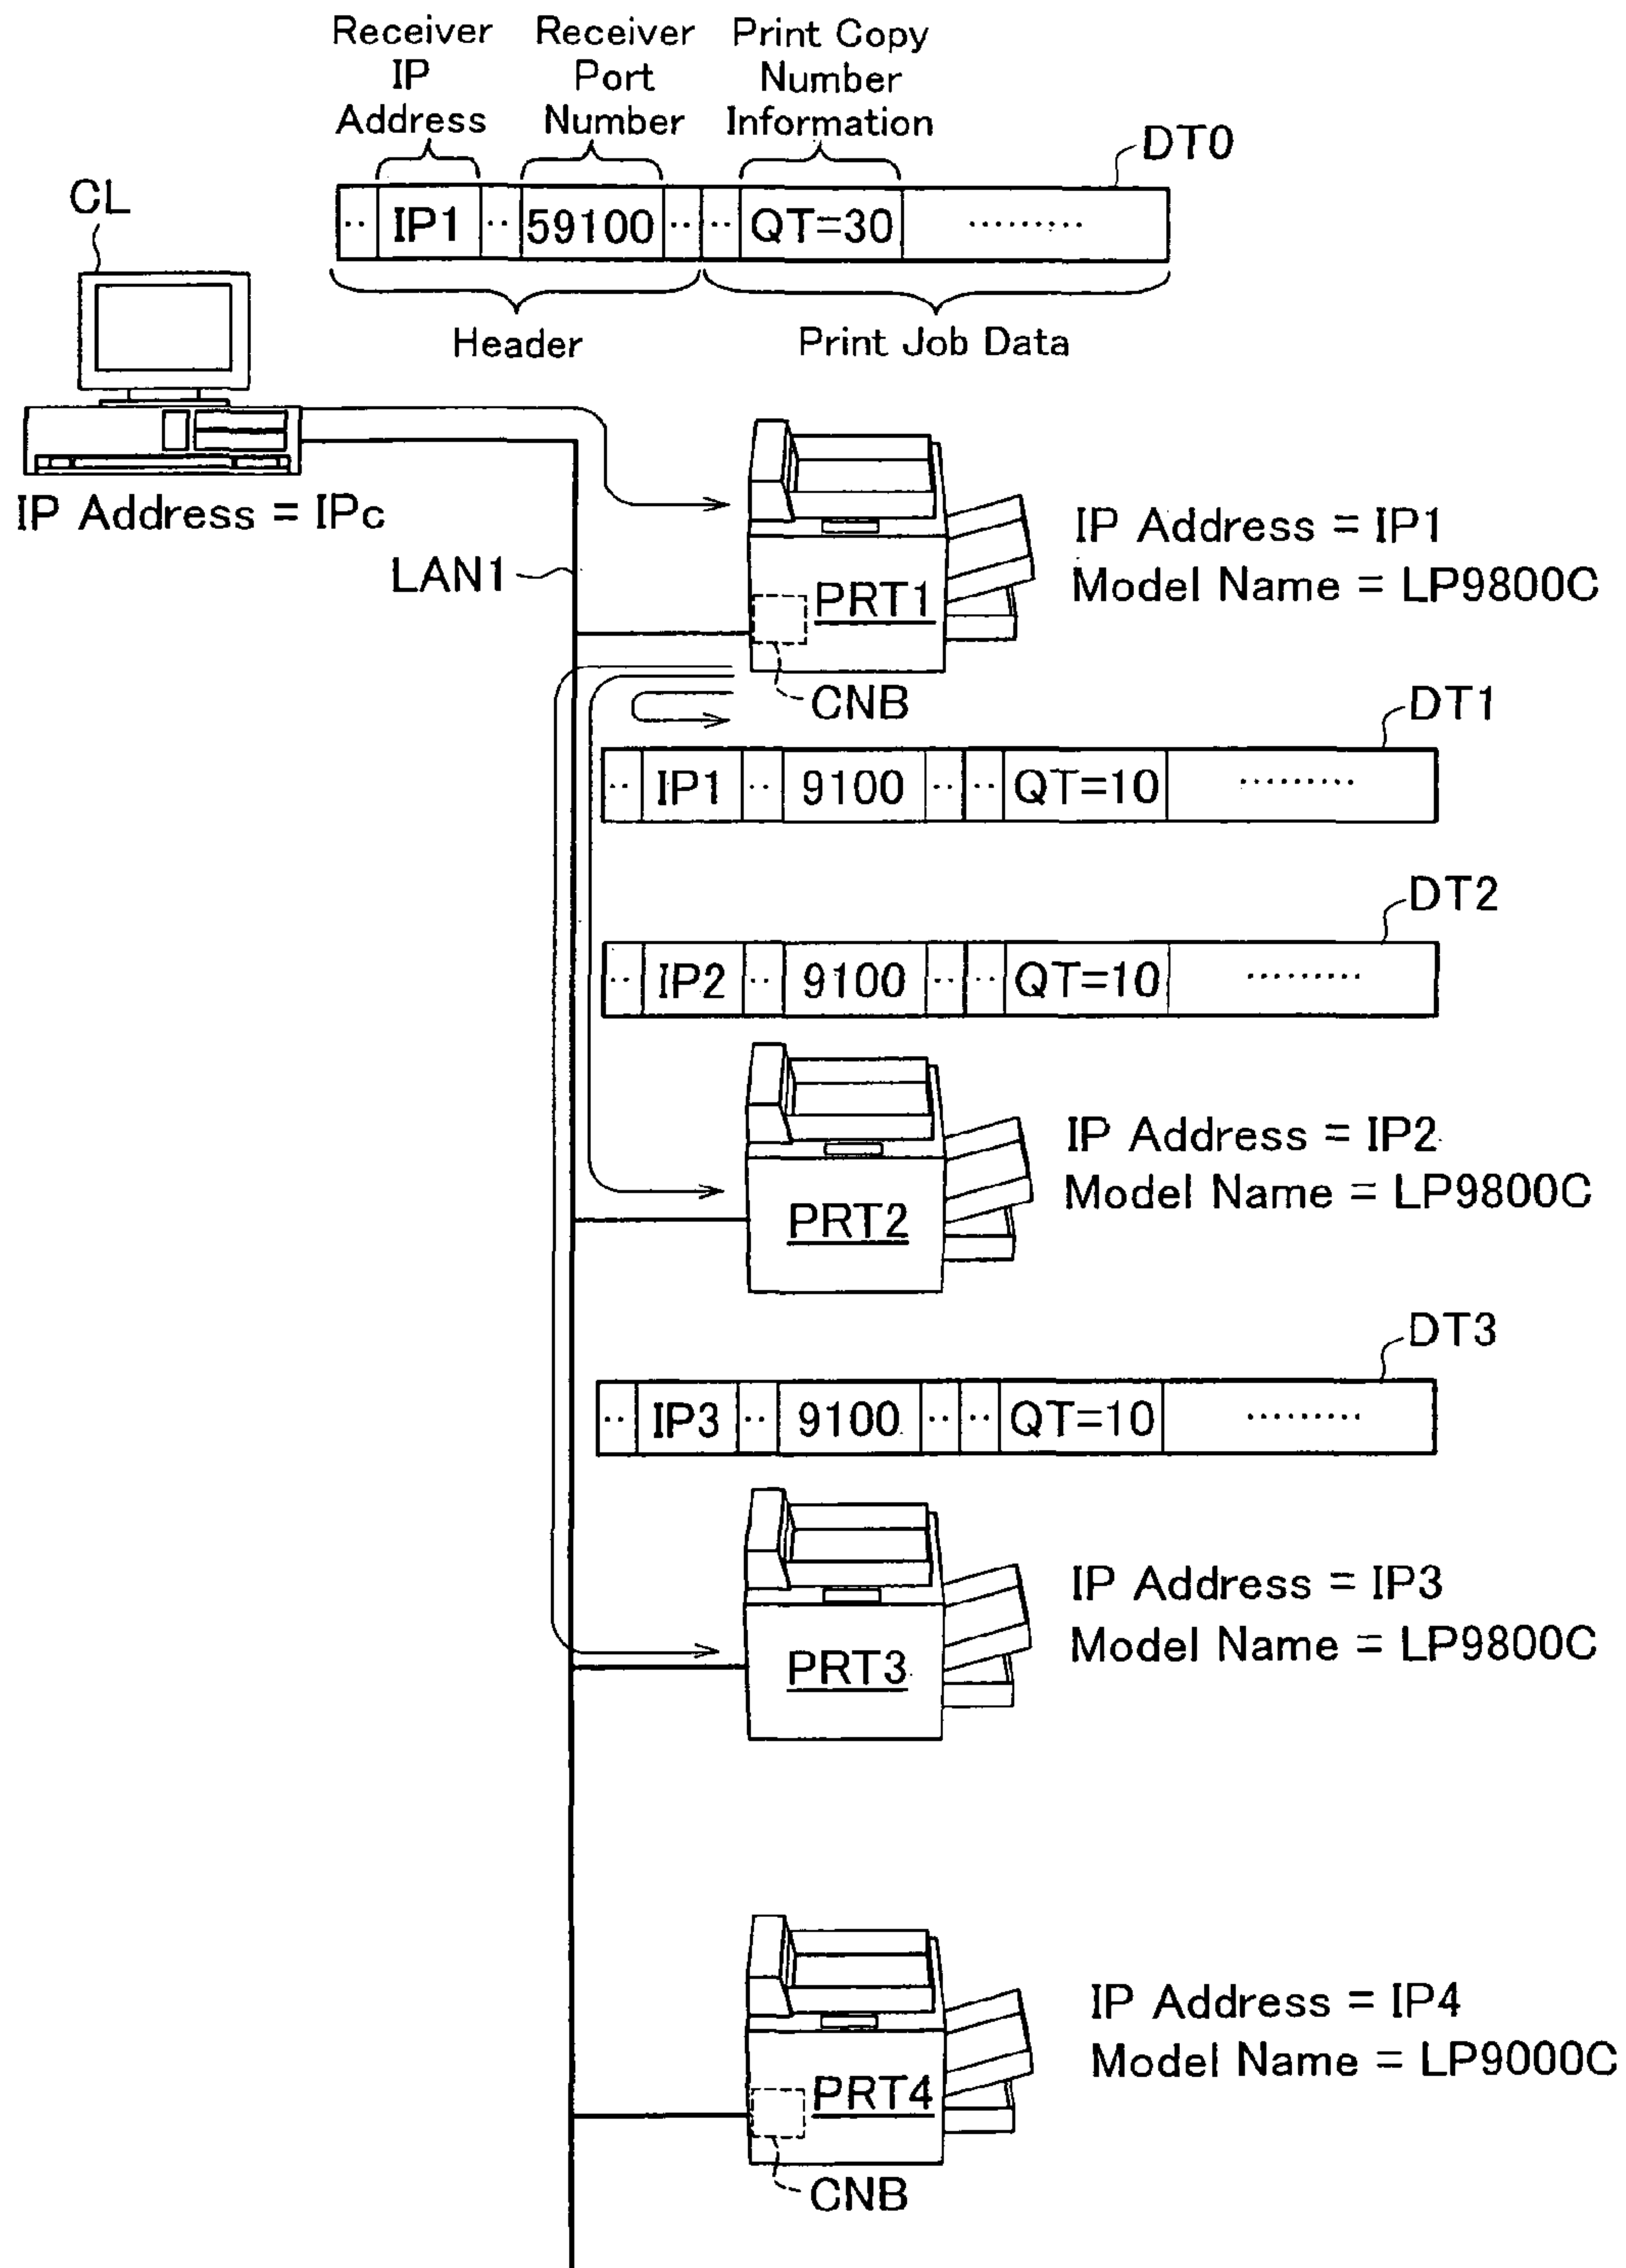 Receiver IP Address
Receiver Port Number
Print Copy Number Information
DT0
CL
·· IP1 ·· 59100 ·· ·· QT=30 ·········
Header
Print Job Data
IP Address = IPc
LAN1
PRT1
IP Address = IP1
Model Name = LP9800C
CNB
DT1
·· IP1 ·· 9100 ·· ·· QT=10 ·········
DT2
·· IP2 ·· 9100 ·· ·· QT=10 ·········
PRT2
IP Address = IP2
Model Name = LP9800C
DT3
·· IP3 ·· 9100 ·· ·· QT=10 ·········
PRT3
IP Address = IP3
Model Name = LP9800C
PRT4
IP Address = IP4
Model Name = LP9000C
CNB